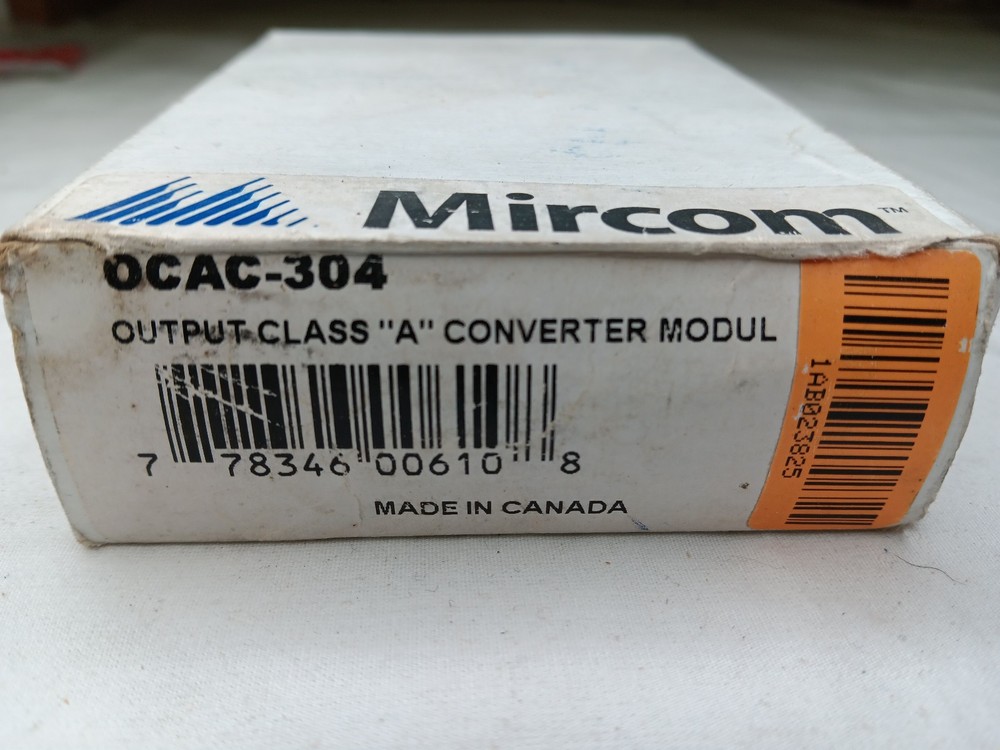 Mircom™
OCAC-304
OUTPUT CLASS "A" CONVERTER MODUL
7 78346 00610 8
MADE IN CANADA
1AB023825